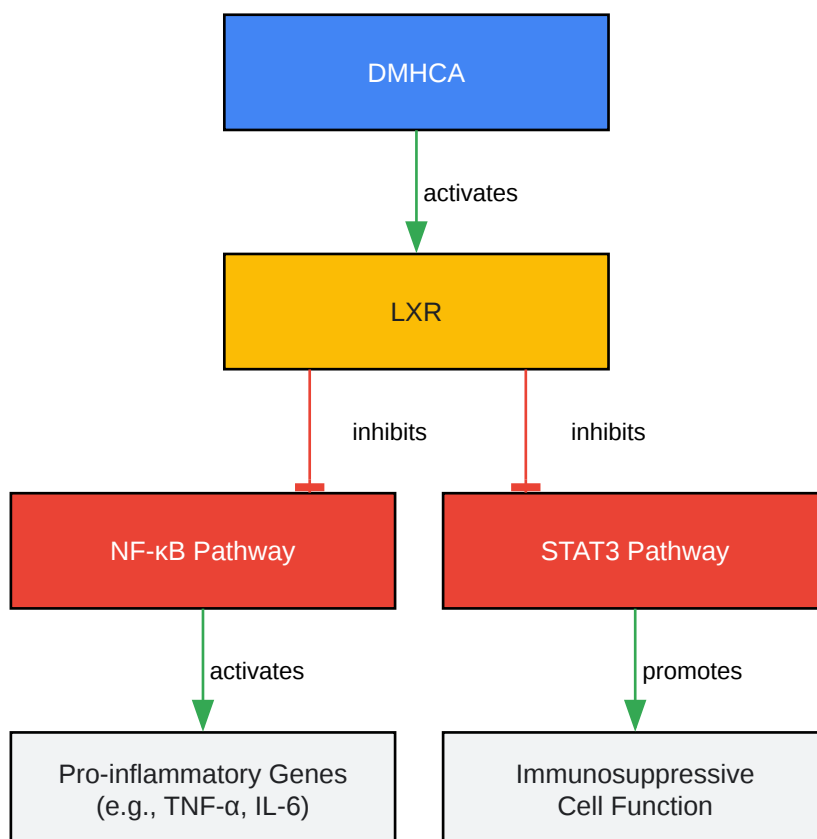 DMHCA
activates
LXR
inhibits
inhibits
NF-κB Pathway
STAT3 Pathway
activates
promotes
Pro-inflammatory Genes
(e.g., TNF-α, IL-6)
Immunosuppressive
Cell Function